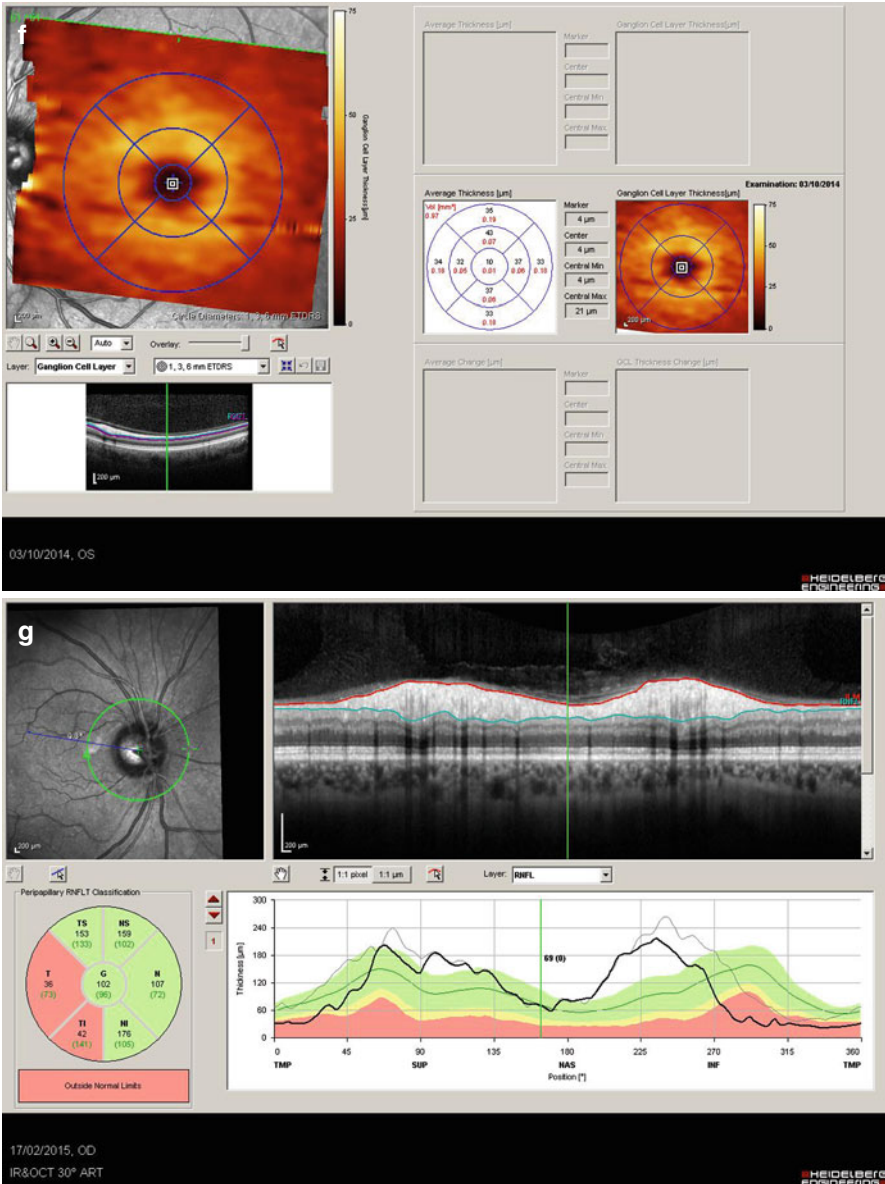 f
75
50
25
0
Ganglion Cell Layer Thickness [µm]
Circle Diameters: 1, 3, 6 mm ETDRS
200 µm
Auto
Overlay:
Layer: Ganglion Cell Layer
1, 3, 6 mm ETDRS
200 µm
Average Thickness [µm]
Marker
Center
Central Min
Central Max
Ganglion Cell Layer Thickness[µm]
Examination: 03/10/2014
Average Thickness [µm]
Vol [mm³]
0.97
35
0.19
43
0.07
34
0.18
32
0.05
10
0.01
37
0.06
33
0.18
37
0.06
33
0.18
Marker
4 µm
Center
4 µm
Central Min
4 µm
Central Max
21 µm
Ganglion Cell Layer Thickness[µm]
200 µm
75
50
25
0
Average Change [µm]
Marker
Center
Central Min
Central Max
GCL Thickness Change [µm]
03/10/2014, OS
HEIDELBERG
ENGINEERING
g
200 µm
ILM
200 µm
1:1 pixel
1:1 µm
Layer:
RNFL
Peripapillary RNFLT Classification
TS
153
(133)
NS
159
(102)
T
36
(73)
G
102
(96)
N
107
(72)
TI
42
(141)
NI
176
(105)
Outside Normal Limits
1
Thickness [µm]
300
240
180
120
60
0
69 (0)
0
45
90
135
180
225
270
315
360
TMP
SUP
NAS
INF
TMP
Position [°]
17/02/2015, OD
IR&OCT 30° ART
HEIDELBERG
ENGINEERING